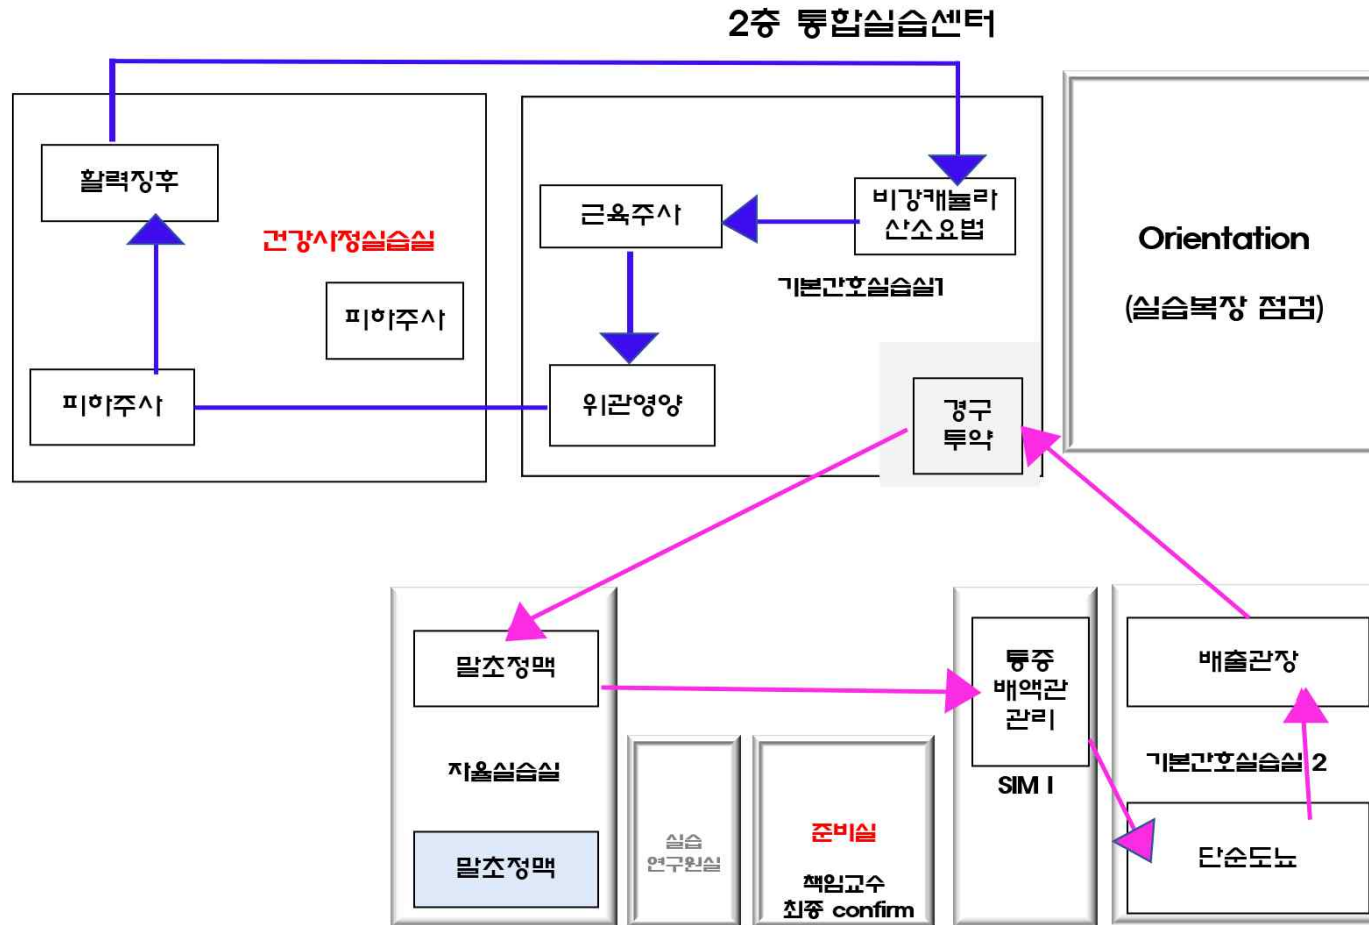 2층 통합실습센터
활력징후
건강사정실습실
피하주사
피하주사
근육주사
비강캐뉼라
산소요법
기본간호실습실1
위관영양
경구
투약
Orientation
(실습복장 점검)
말초정맥
자율실습실
말초정맥
실습
연구원실
준비실
책임교수
최종 confirm
통증
배액관
관리
SIM I
배출관장
기본간호실습실 2
단순도뇨